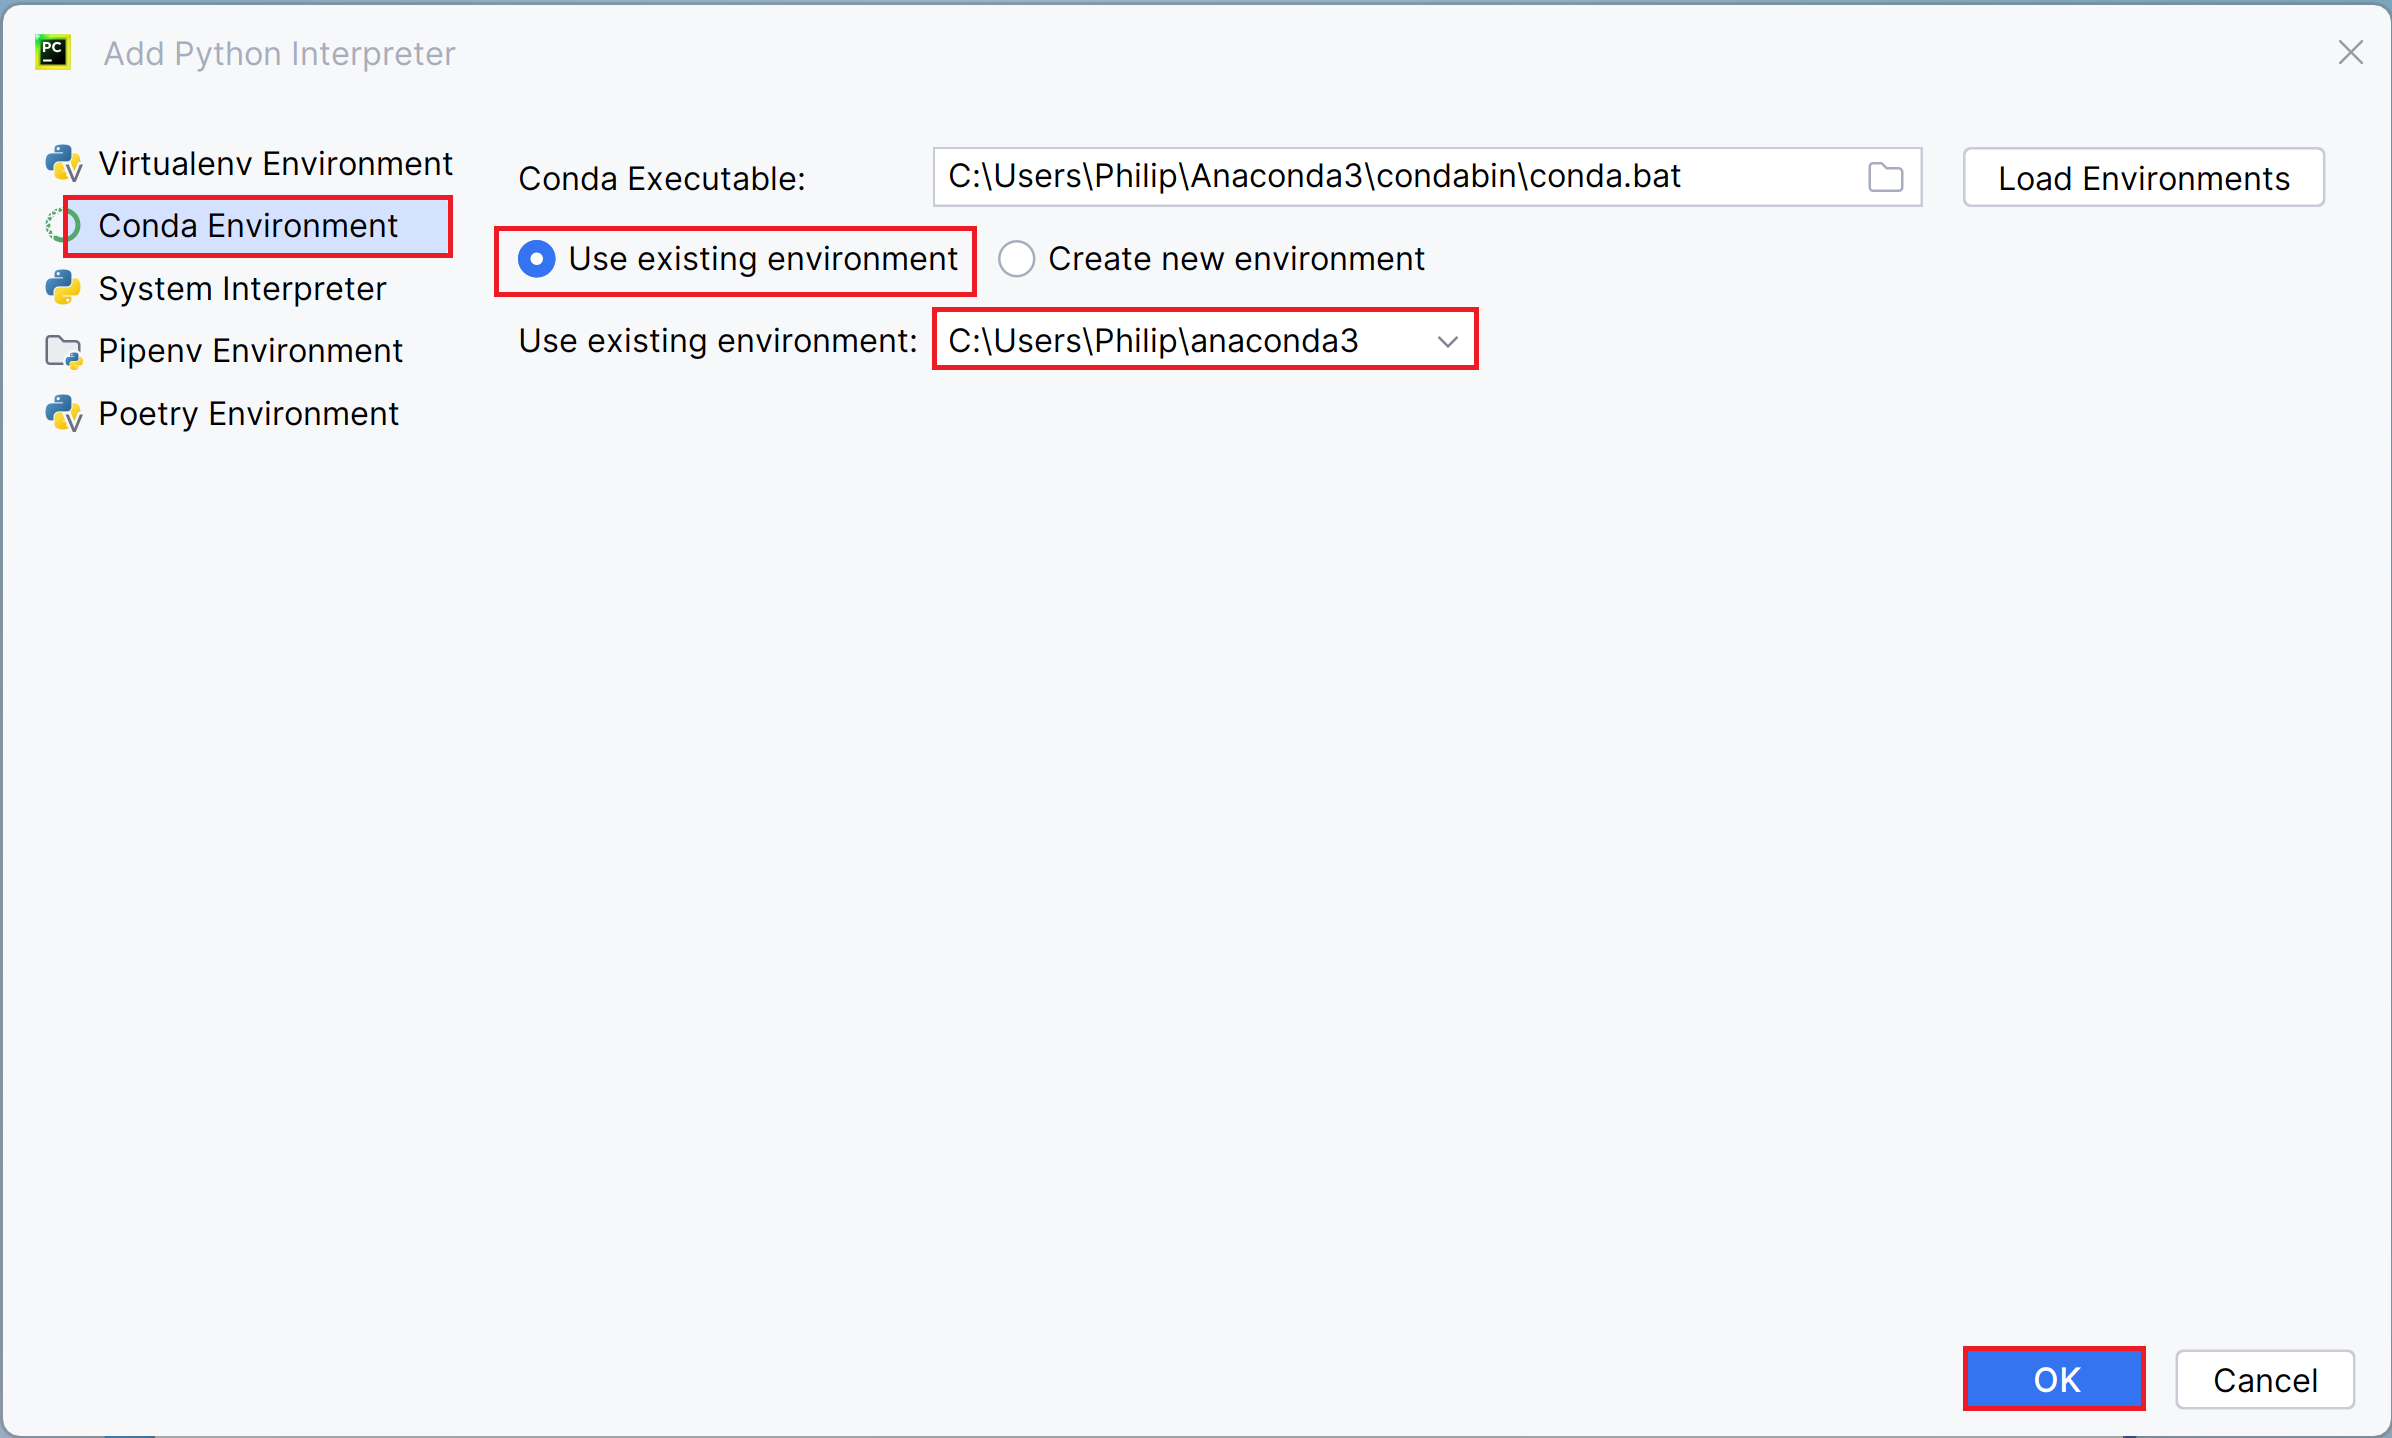 PC
Add Python Interpreter
Virtualenv Environment
Conda Environment
System Interpreter
Pipenv Environment
Poetry Environment
Conda Executable: C:\Users\Philip\Anaconda3\condabin\conda.bat Load Environments
Use existing environment Create new environment
Use existing environment: C:\Users\Philip\anaconda3
OK Cancel